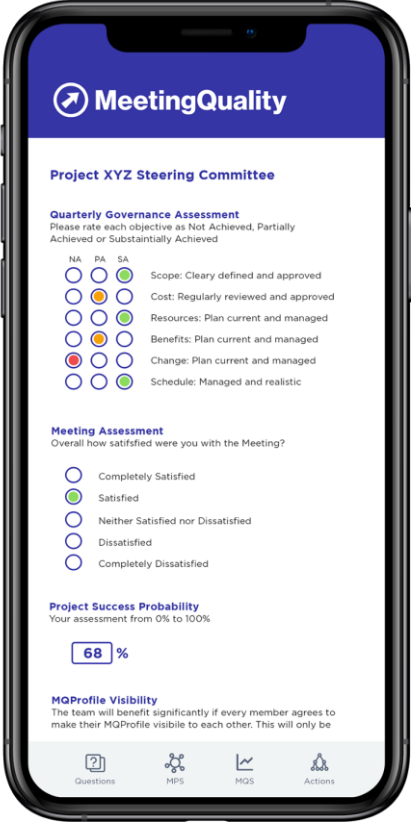 MeetingQuality
Project XYZ Steering Committee
Quarterly Governance Assessment
Please rate each objective as Not Achieved, Partially
Achieved or Substaintially Achieved
NA PA SA
Scope: Cleary defined and approved
Cost: Regularly reviewed and approved
Resources: Plan current and managed
Benefits: Plan current and managed
Change: Plan current and managed
Schedule: Managed and realistic
Meeting Assessment
Overall how satifsfied were you with the Meeting?
Completely Satisfied
Satisfied
Neither Satisfied nor Dissatisfied
Dissatisfied
Completely Dissatisfied
Project Success Probability
Your assessment from 0% to 100%
68 %
MQProfile Visibility
The team will benefit significantly if every member agrees to
make their MQProfile visibile to each other. This will only be
Questions MPS MQS Actions